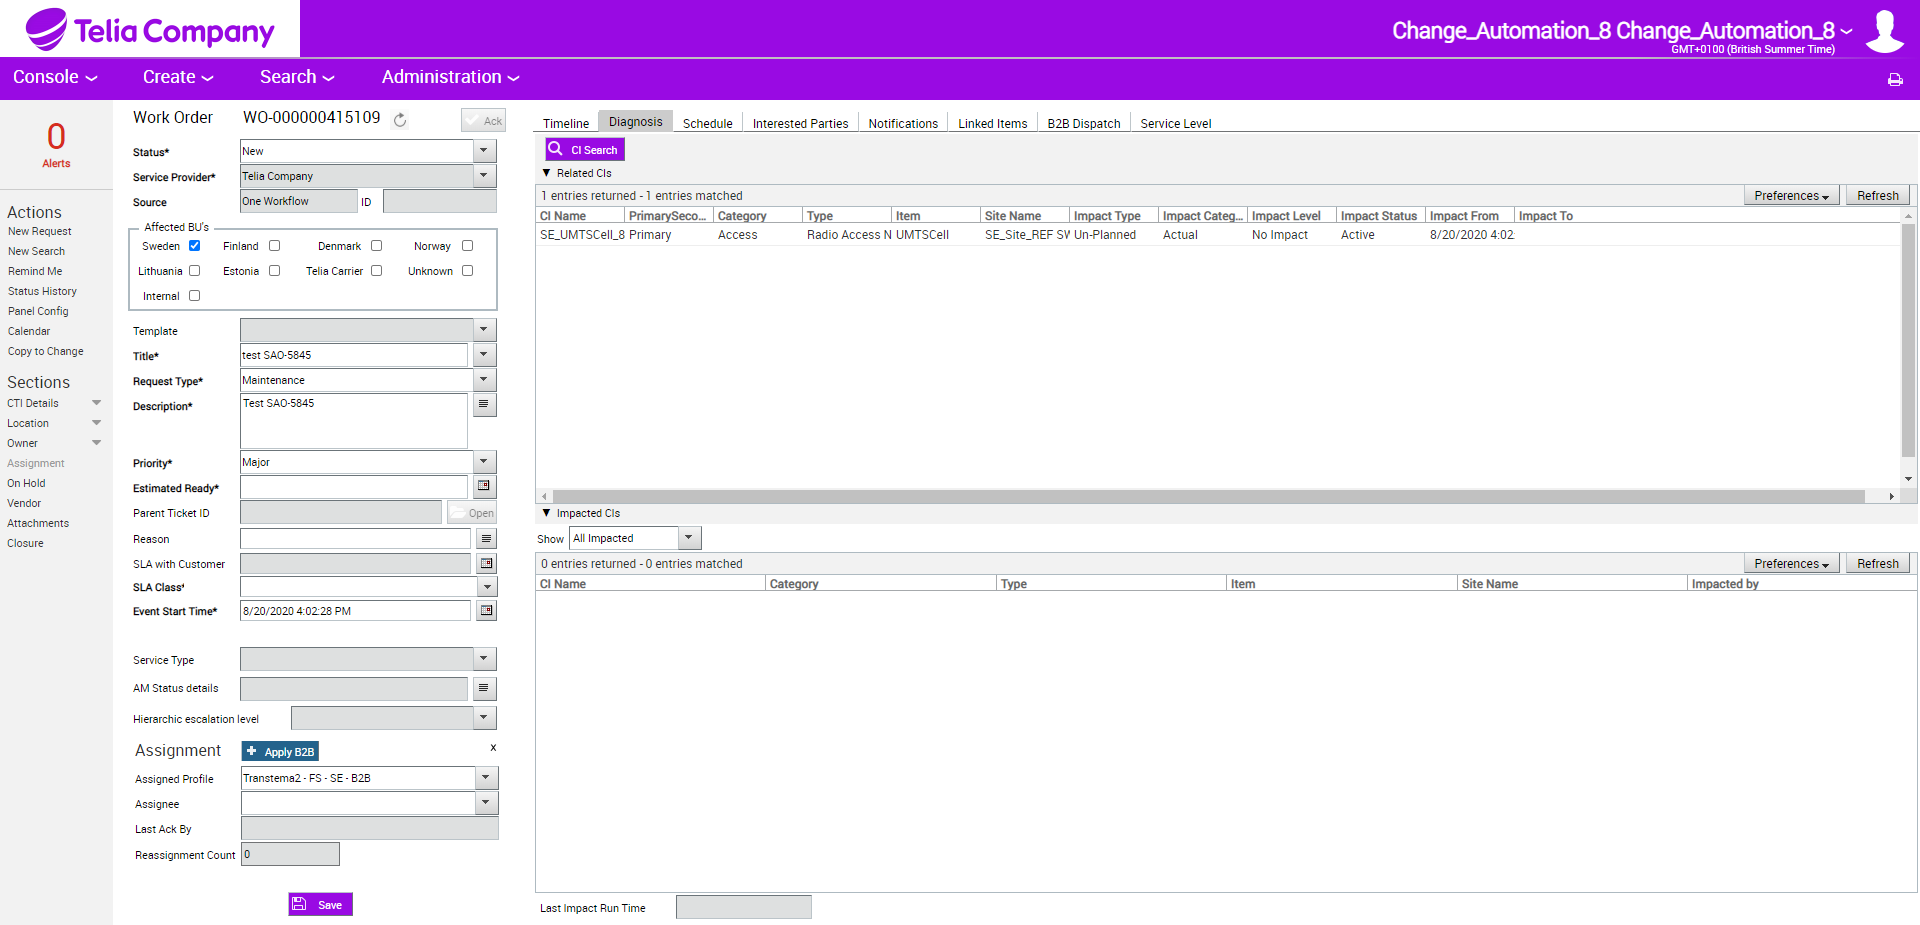 Telia Company
Change_Automation_8 Change_Automation_8
GMT+0100 (British Summer Time)
Console Create Search Administration
0
Alerts
Actions
New Request
New Search
Remind Me
Status History
Panel Config
Calendar
Copy to Change
Sections
CTI Details
Location
Owner
Assignment
On Hold
Vendor
Attachments
Closure
Work Order WO-000000415109 Ack
Status* New
Service Provider* Telia Company
Source One Workflow ID
Affected BU's
Sweden Finland Denmark Norway
Lithuania Estonia Telia Carrier Unknown
Internal
Template
Title* test SAO-5845
Request Type* Maintenance
Description* Test SAO-5845
Priority* Major
Estimated Ready*
Parent Ticket ID Open
Reason
SLA with Customer
SLA Class*
Event Start Time* 8/20/2020 4:02:28 PM
Service Type
AM Status details
Hierarchic escalation level
Assignment Apply B2B x
Assigned Profile Transtema2 - FS - SE - B2B
Assignee
Last Ack By
Reassignment Count 0
Save
Timeline Diagnosis Schedule Interested Parties Notifications Linked Items B2B Dispatch Service Level
CI Search
Related CIs
1 entries returned - 1 entries matched Preferences Refresh
CI Name PrimarySeco... Category Type Item Site Name Impact Type Impact Categ... Impact Level Impact Status Impact From Impact To
SE_UMTSCell_8 Primary Access Radio Access N UMTSCell SE_Site_REF SW Un-Planned Actual No Impact Active 8/20/2020 4:02
Impacted CIs
Show All Impacted
0 entries returned - 0 entries matched Preferences Refresh
CI Name Category Type Item Site Name Impacted by
Last Impact Run Time